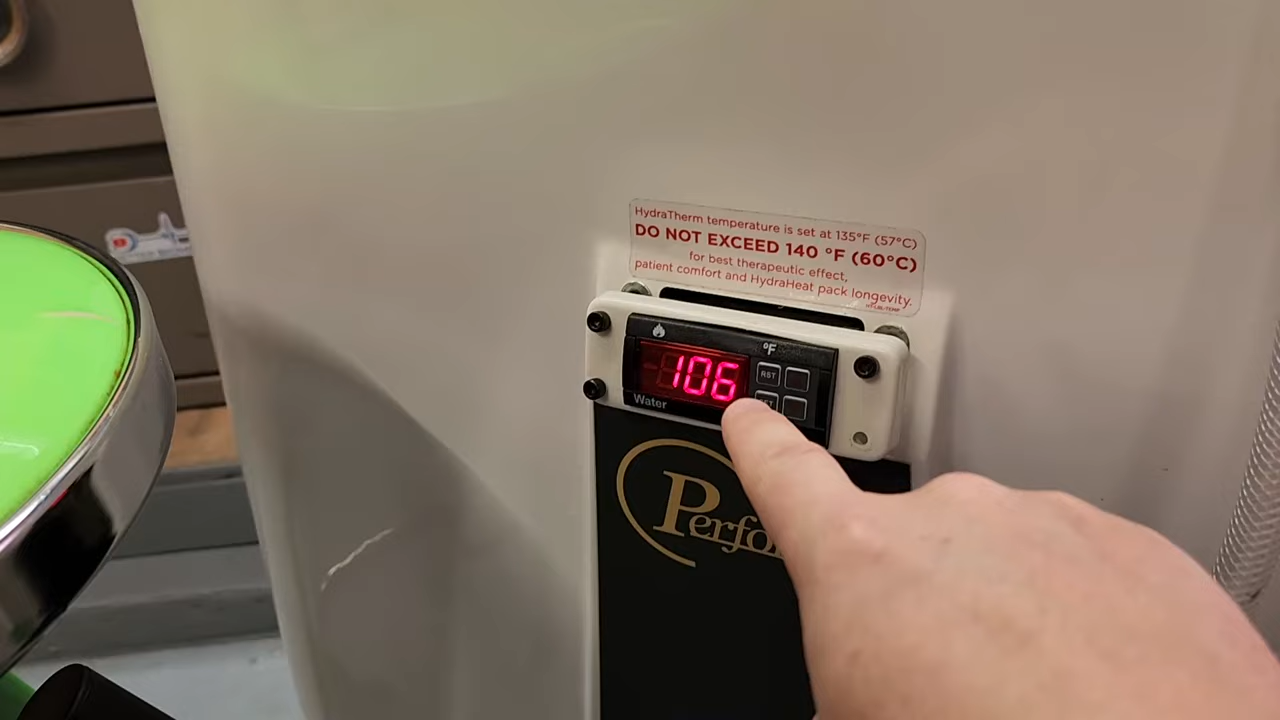 HydraTherm temperature is set at 135°F (57°C)
DO NOT EXCEED 140 °F (60°C)
for best therapeutic effect,
patient comfort and HydraHeat pack longevity.
°F
106
RST
Water
Perfo